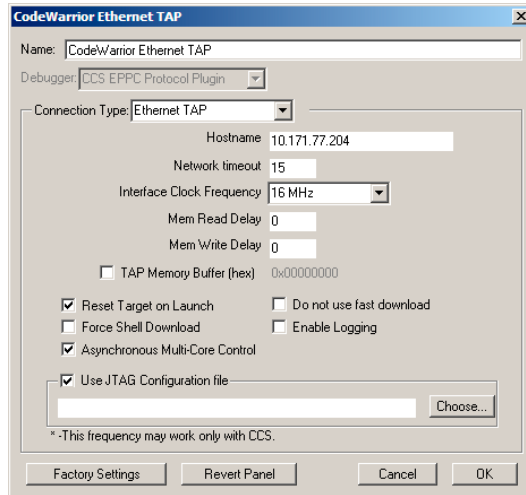 CodeWarrior Ethernet TAP
Name: CodeWarrior Ethernet TAP
Debugger: CCS EPPC Protocol Plugin
Connection Type: Ethernet TAP
Hostname 10.171.77.204
Network timeout 15
Interface Clock Frequency 16 MHz
Mem Read Delay 0
Mem Write Delay 0
TAP Memory Buffer (hex) 0x00000000
Reset Target on Launch Do not use fast download
Force Shell Download Enable Logging
Asynchronous Multi-Core Control
Use JTAG Configuration file
Choose...
* -This frequency may work only with CCS.
Factory Settings Revert Panel Cancel OK